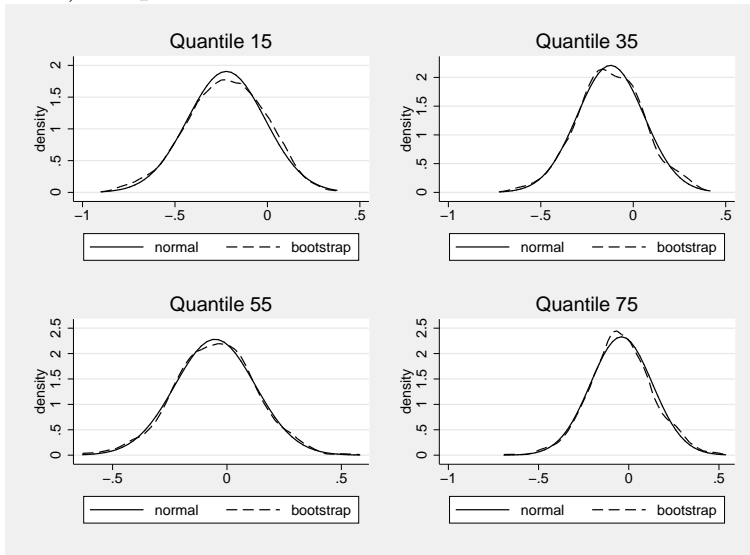 Quantile 15
density
0 .5 1 1.5 2
−1 −.5 0 .5
normal bootstrap
Quantile 35
density
0 .5 1 1.5 2
−1 −.5 0 .5
normal bootstrap
Quantile 55
density
0 .5 1 1.5 2 2.5
−.5 0 .5
normal bootstrap
Quantile 75
density
0 .5 1 1.5 2 2.5
−1 −.5 0 .5
normal bootstrap